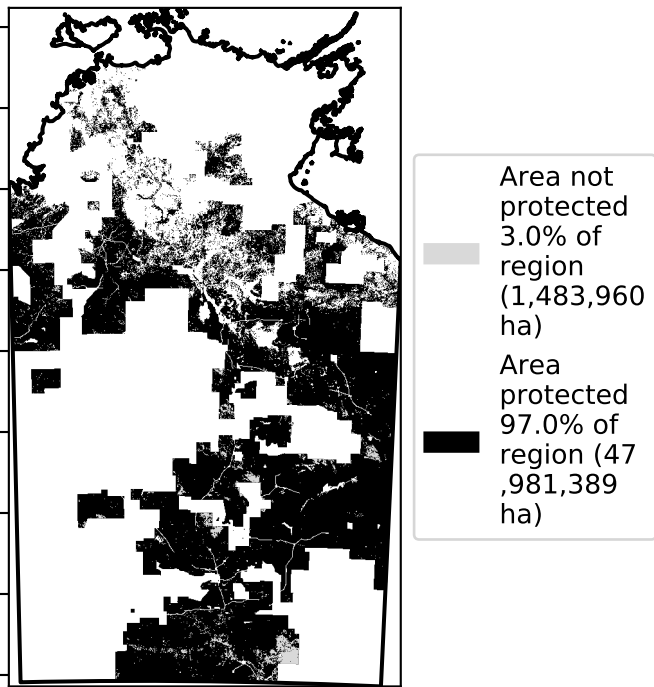 Area not
protected
3.0% of
region
(1,483,960
ha)
Area
protected
97.0% of
region (47
,981,389
ha)